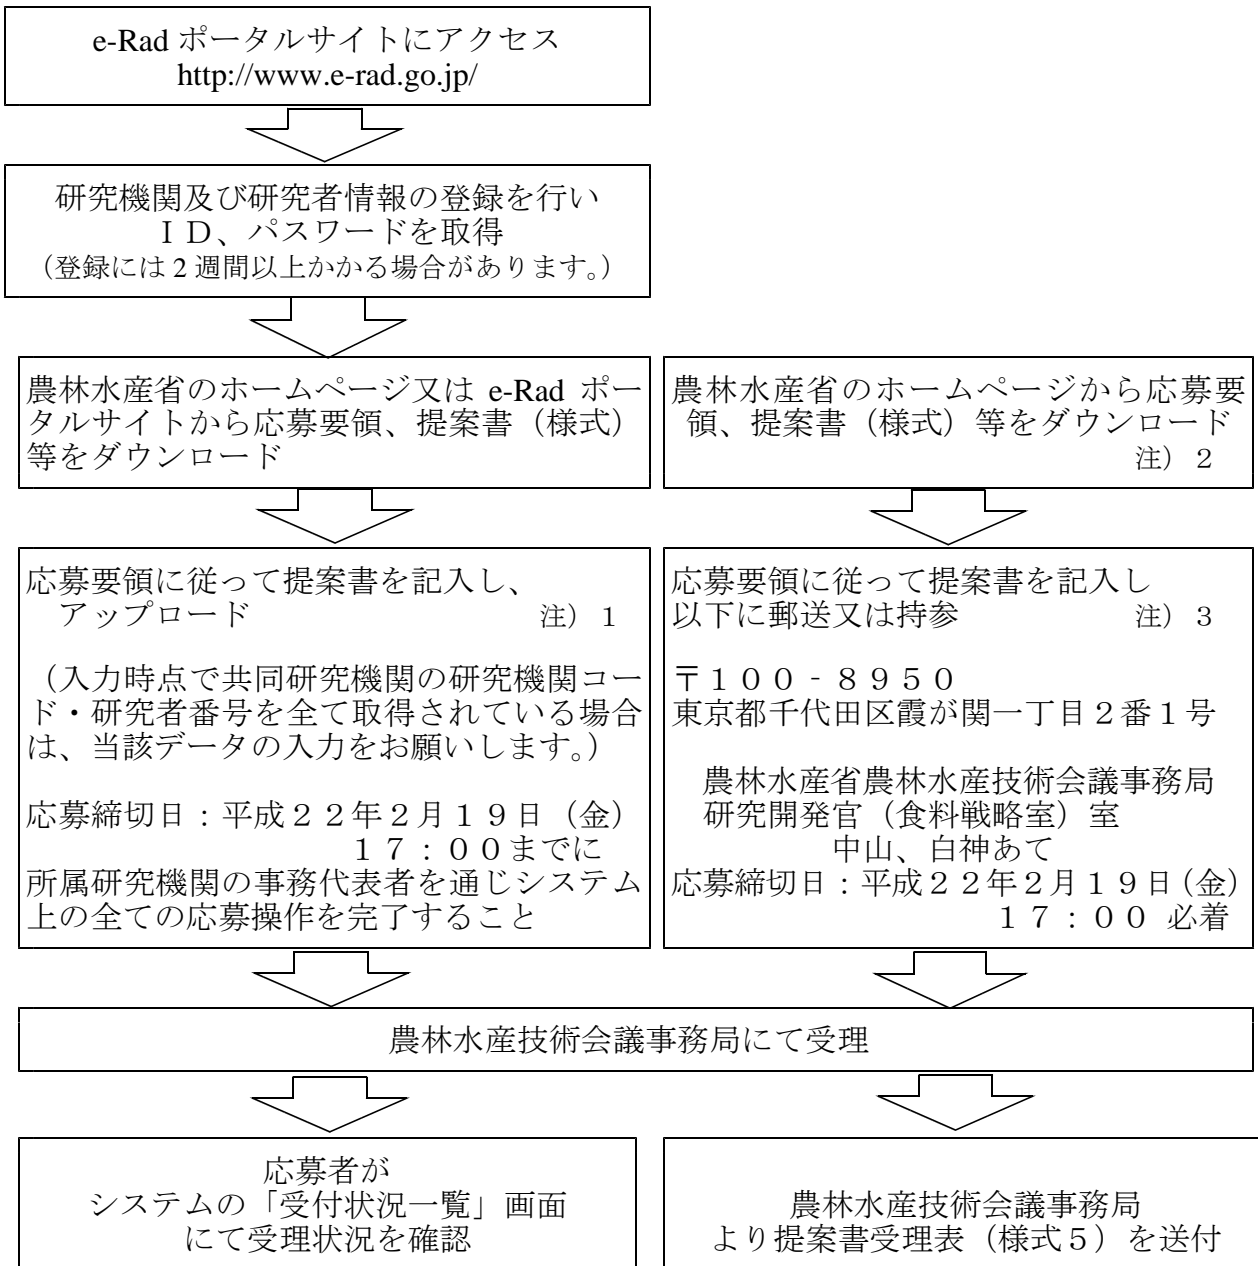 e-Rad ポータルサイトにアクセス
http://www.e-rad.go.jp/
研究機関及び研究者情報の登録を行い
ＩＤ、パスワードを取得
（登録には２週間以上かかる場合があります。）
農林水産省のホームページ又は e-Rad ポー
タルサイトから応募要領、提案書（様式）
等をダウンロード
農林水産省のホームページから応募要
領、提案書（様式）等をダウンロード
注）２
応募要領に従って提案書を記入し、
アップロード 注）１
（入力時点で共同研究機関の研究機関コー
ド・研究者番号を全て取得されている場合
は、当該データの入力をお願いします。）
応募締切日：平成２２年２月１９日（金）
１７：００までに
所属研究機関の事務代表者を通じシステム
上の全ての応募操作を完了すること
応募要領に従って提案書を記入し
以下に郵送又は持参 注）３
〒１００‐８９５０
東京都千代田区霞が関一丁目２番１号
農林水産省農林水産技術会議事務局
研究開発官（食料戦略室）室
中山、白神あて
応募締切日：平成２２年２月１９日（金）
１７：００ 必着
農林水産技術会議事務局にて受理
応募者が
システムの「受付状況一覧」画面
にて受理状況を確認
農林水産技術会議事務局
より提案書受理表（様式５）を送付